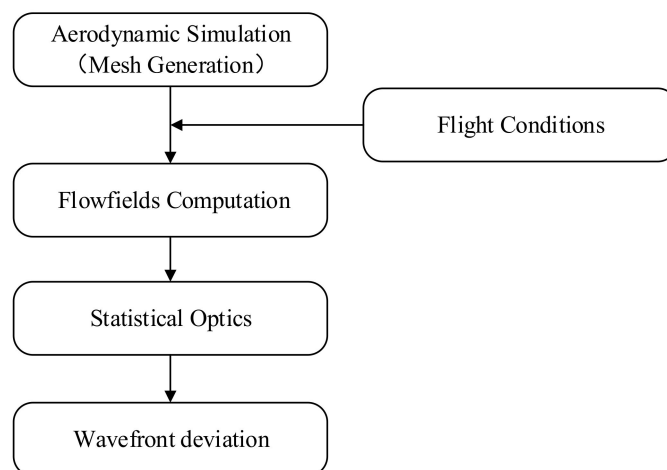 Aerodynamic Simulation
（Mesh Generation）
Flight Conditions
Flowfields Computation
Statistical Optics
Wavefront deviation